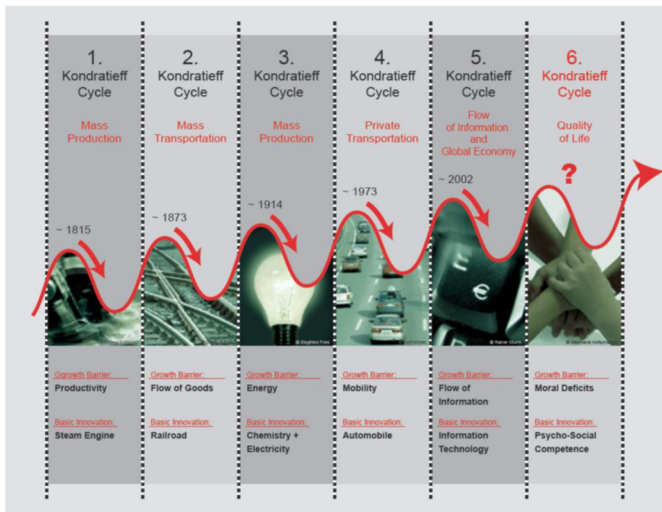 1.
Kondratieff
Cycle
Mass
Production
~ 1815
Growth Barrier:
Productivity
Basic Innovation:
Steam Engine
2.
Kondratieff
Cycle
Mass
Transportation
~ 1873
Growth Barrier:
Flow of Goods
Basic Innovation:
Railroad
3.
Kondratieff
Cycle
Mass
Production
~ 1914
Growth Barrier:
Energy
Basic Innovation:
Chemistry +
Electricity
4.
Kondratieff
Cycle
Private
Transportation
~ 1973
Growth Barrier:
Mobility
Basic Innovation:
Automobile
5.
Kondratieff
Cycle
Flow
of Information
and
Global Economy
~ 2002
E
€
Growth Barrier:
Flow of
Information
Basic Innovation:
Information
Technology
6.
Kondratieff
Cycle
Quality
of Life
?
Growth Barrier:
Moral Deficits
Basic Innovation:
Psycho-Social
Competence